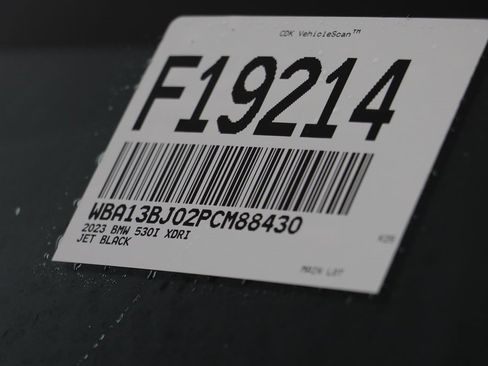 CDK VehicleScan™
F19214
WBA13BJ02PCM88430
2023 BMW 530I XDRI
JET BLACK
MAIN LOT